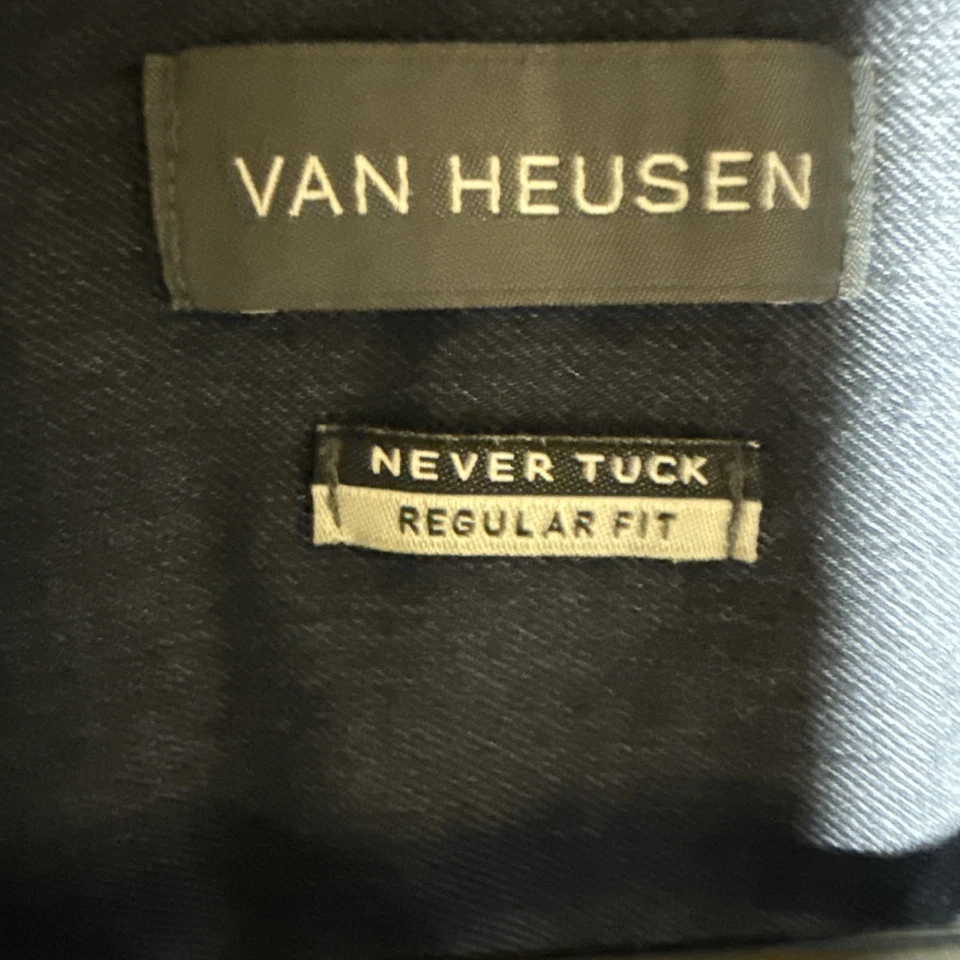 VAN HEUSEN
NEVER TUCK
REGULAR FIT